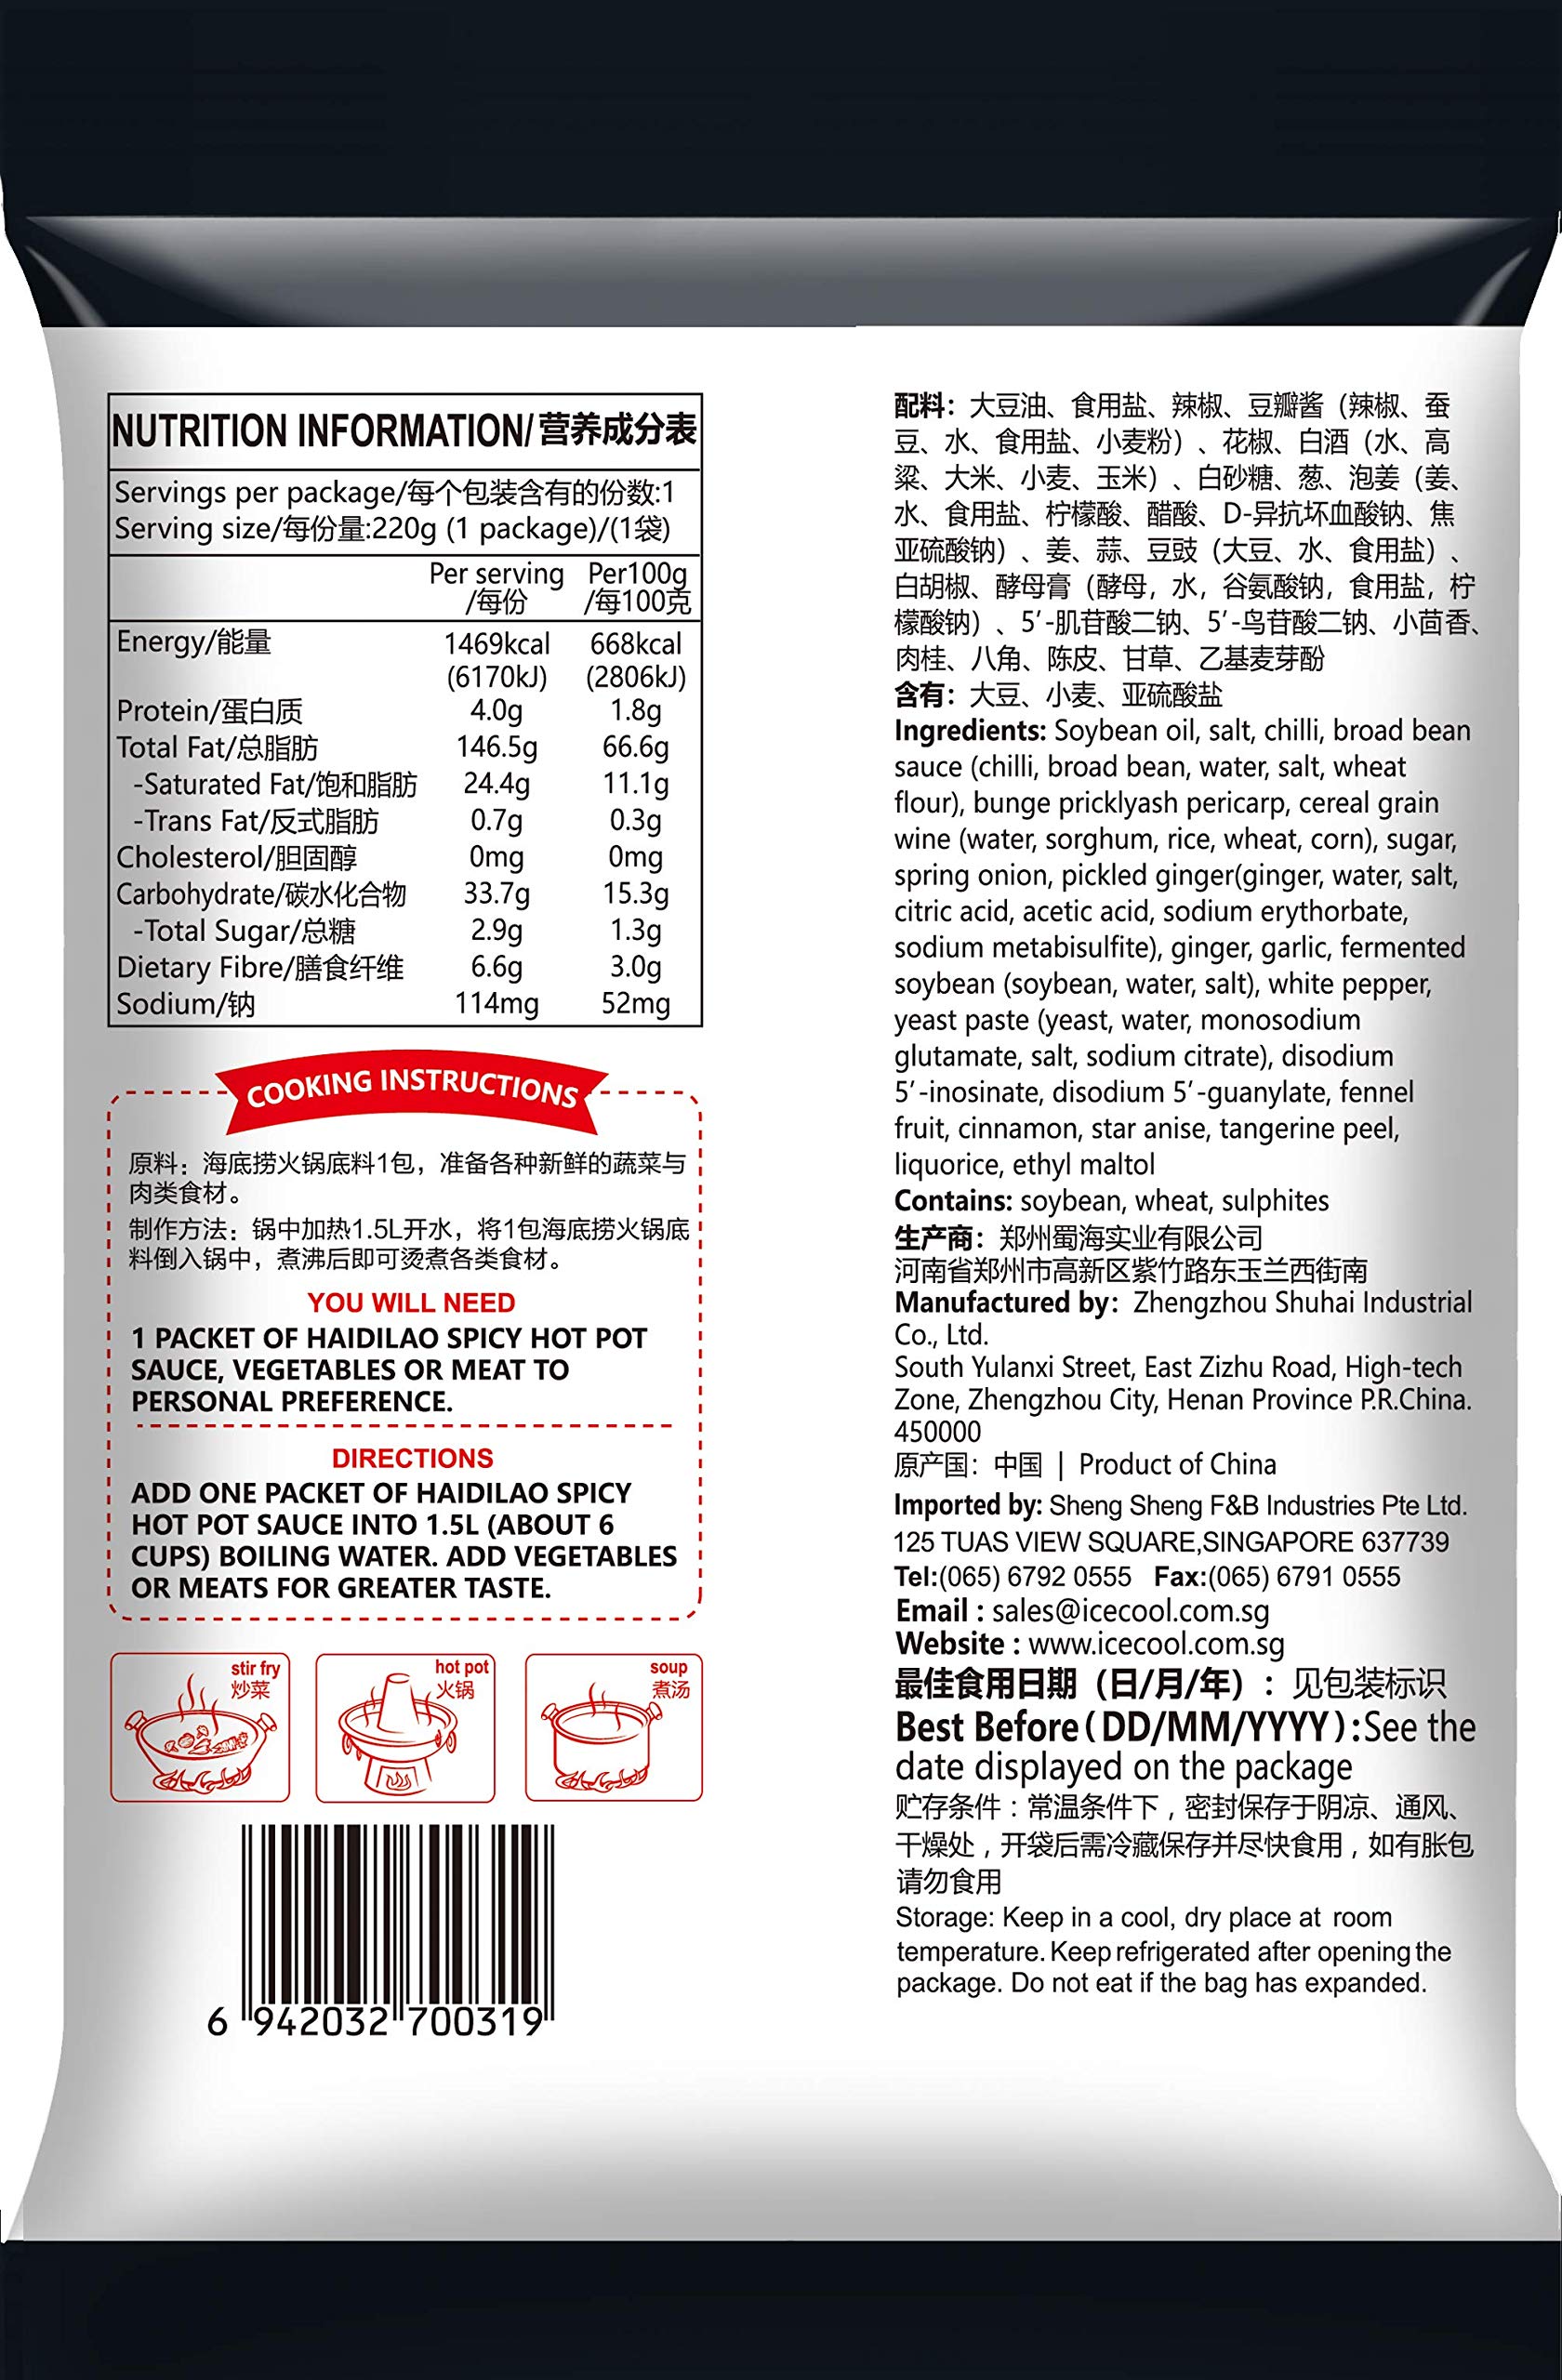 NUTRITION INFORMATION/营养成分表
Servings per package/每个包装含有的份数:1
Serving size/每份量:220g (1 package)/(1袋)
Per serving Per100g
/每份 /每100克
Energy/能量 1469kcal 668kcal
(6170kJ) (2806kJ)
Protein/蛋白质 4.0g 1.8g
Total Fat/总脂肪 146.5g 66.6g
-Saturated Fat/饱和脂肪 24.4g 11.1g
-Trans Fat/反式脂肪 0.7g 0.3g
Cholesterol/胆固醇 0mg 0mg
Carbohydrate/碳水化合物 33.7g 15.3g
-Total Sugar/总糖 2.9g 1.3g
Dietary Fibre/膳食纤维 6.6g 3.0g
Sodium/钠 114mg 52mg
COOKING INSTRUCTIONS
原料：海底捞火锅底料1包，准备各种新鲜的蔬菜与
肉类食材。
制作方法：锅中加热1.5L开水，将1包海底捞火锅底
料倒入锅中，煮沸后即可烫煮各类食材。
YOU WILL NEED
1 PACKET OF HAIDILAO SPICY HOT POT
SAUCE, VEGETABLES OR MEAT TO
PERSONAL PREFERENCE.
DIRECTIONS
ADD ONE PACKET OF HAIDILAO SPICY
HOT POT SAUCE INTO 1.5L (ABOUT 6
CUPS) BOILING WATER. ADD VEGETABLES
OR MEATS FOR GREATER TASTE.
stir fry
炒菜
hot pot
火锅
soup
煮汤
6 942032 700319
配料：大豆油、食用盐、辣椒、豆瓣酱（辣椒、蚕
豆、水、食用盐、小麦粉）、花椒、白酒（水、高
粱、大米、小麦、玉米）、白砂糖、葱、泡姜（姜、
水、食用盐、柠檬酸、醋酸、D-异抗坏血酸钠、焦
亚硫酸钠）、姜、蒜、豆豉（大豆、水、食用盐）、
白胡椒、酵母膏（酵母，水，谷氨酸钠，食用盐，柠
檬酸钠）、5′-肌苷酸二钠、5′-鸟苷酸二钠、小茴香、
肉桂、八角、陈皮、甘草、乙基麦芽酚
含有：大豆、小麦、亚硫酸盐
Ingredients: Soybean oil, salt, chilli, broad bean
sauce (chilli, broad bean, water, salt, wheat
flour), bunge pricklyash pericarp, cereal grain
wine (water, sorghum, rice, wheat, corn), sugar,
spring onion, pickled ginger(ginger, water, salt,
citric acid, acetic acid, sodium erythorbate,
sodium metabisulfite), ginger, garlic, fermented
soybean (soybean, water, salt), white pepper,
yeast paste (yeast, water, monosodium
glutamate, salt, sodium citrate), disodium
5′-inosinate, disodium 5′-guanylate, fennel
fruit, cinnamon, star anise, tangerine peel,
liquorice, ethyl maltol
Contains: soybean, wheat, sulphites
生产商：郑州蜀海实业有限公司
河南省郑州市高新区紫竹路东玉兰西街南
Manufactured by: Zhengzhou Shuhai Industrial
Co., Ltd.
South Yulanxi Street, East Zizhu Road, High-tech
Zone, Zhengzhou City, Henan Province P.R.China.
450000
原产国：中国 | Product of China
Imported by: Sheng Sheng F&B Industries Pte Ltd.
125 TUAS VIEW SQUARE,SINGAPORE 637739
Tel:(065) 6792 0555 Fax:(065) 6791 0555
Email : sales@icecool.com.sg
Website : www.icecool.com.sg
最佳食用日期（日/月/年）：见包装标识
Best Before(DD/MM/YYYY):See the
date displayed on the package
贮存条件：常温条件下，密封保存于阴凉、通风、
干燥处，开袋后需冷藏保存并尽快食用，如有胀包
请勿食用
Storage: Keep in a cool, dry place at room
temperature. Keep refrigerated after opening the
package. Do not eat if the bag has expanded.